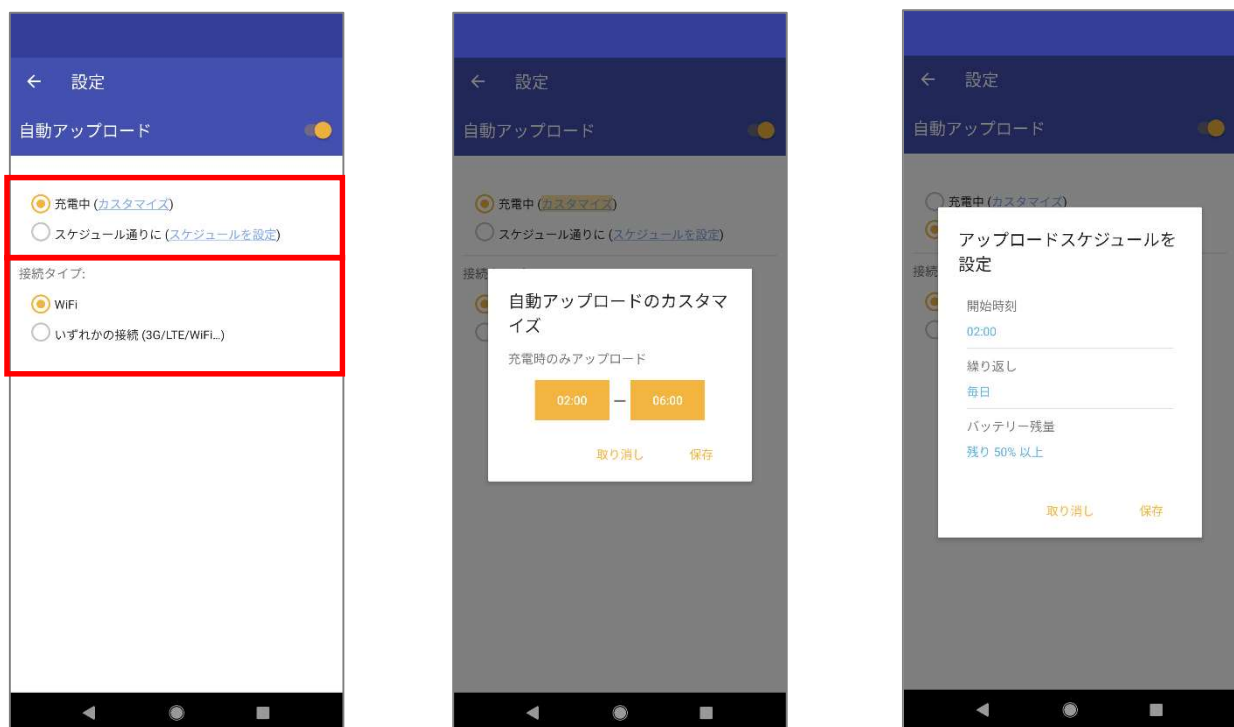 設定
自動アップロード
充電中 (カスタマイズ)
スケジュール通りに (スケジュールを設定)
接続タイプ:
WiFi
いずれかの接続 (3G/LTE/WiFi...)
設定
自動アップロード
充電中 (カスタマイズ)
スケジュール通りに (スケジュールを設定)
接続
自動アップロードのカスタマ
イズ
充電時のみアップロード
02:00 — 06:00
取り消し 保存
設定
自動アップロード
充電中 (カスタマイズ)
接続
アップロードスケジュールを
設定
開始時刻
02:00
繰り返し
毎日
バッテリー残量
残り 50% 以上
取り消し 保存